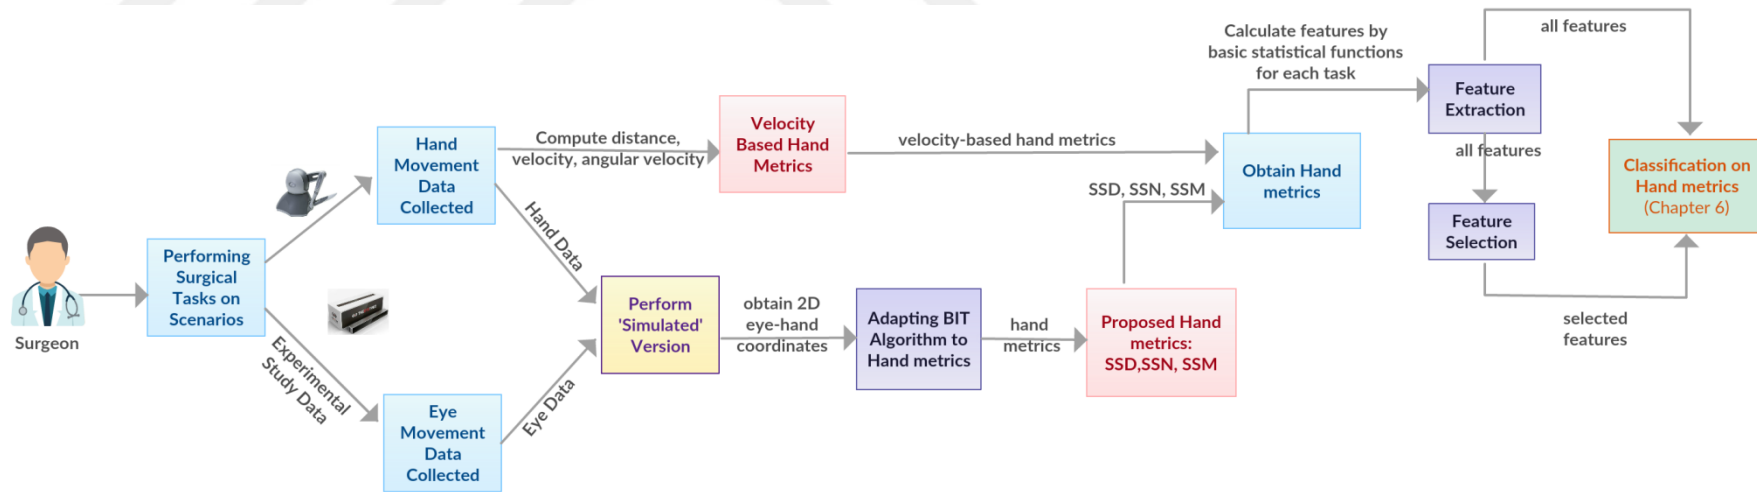 Surgeon
Performing
Surgical
Tasks on
Scenarios
Experimental
Study Data
Hand
Movement
Data
Collected
Eye
Movement
Data
Collected
Compute distance,
velocity, angular velocity
Hand Data
Eye Data
Velocity
Based Hand
Metrics
Perform
'Simulated'
Version
obtain 2D
eye-hand
coordinates
Adapting BIT
Algorithm to
Hand metrics
hand
metrics
Proposed Hand
metrics:
SSD,SSN, SSM
velocity-based hand metrics
SSD, SSN, SSM
Obtain Hand
metrics
Calculate features by
basic statistical functions
for each task
Feature
Extraction
all features
all features
Feature
Selection
selected
features
Classification on
Hand metrics
(Chapter 6)